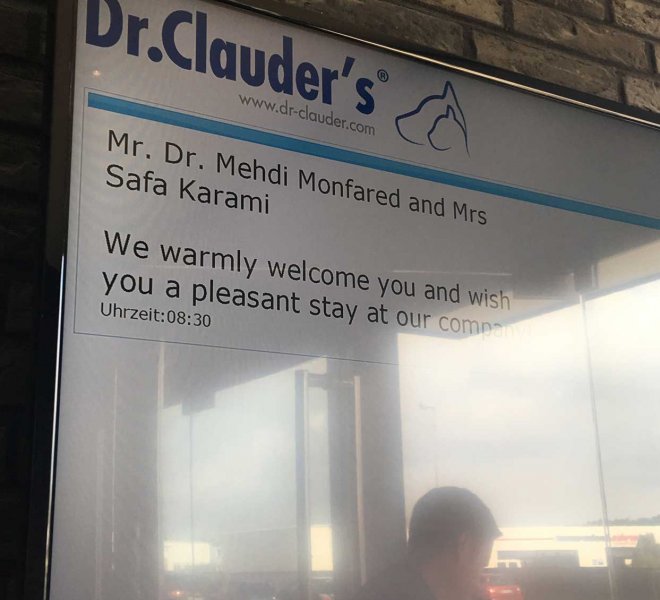 Dr.Clauder's®
www.dr-clauder.com
Mr. Dr. Mehdi Monfared and Mrs
Safa Karami
We warmly welcome you and wish
you a pleasant stay at our company!
Uhrzeit:08:30